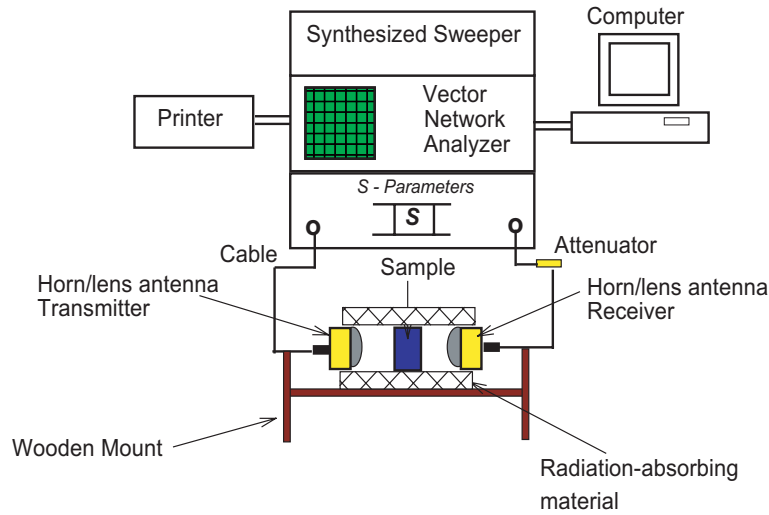 Computer
Synthesized Sweeper
Printer
Vector
Network
Analyzer
S - Parameters
S
Cable
Attenuator
Sample
Horn/lens antenna
Transmitter
Horn/lens antenna
Receiver
Wooden Mount
Radiation-absorbing
material